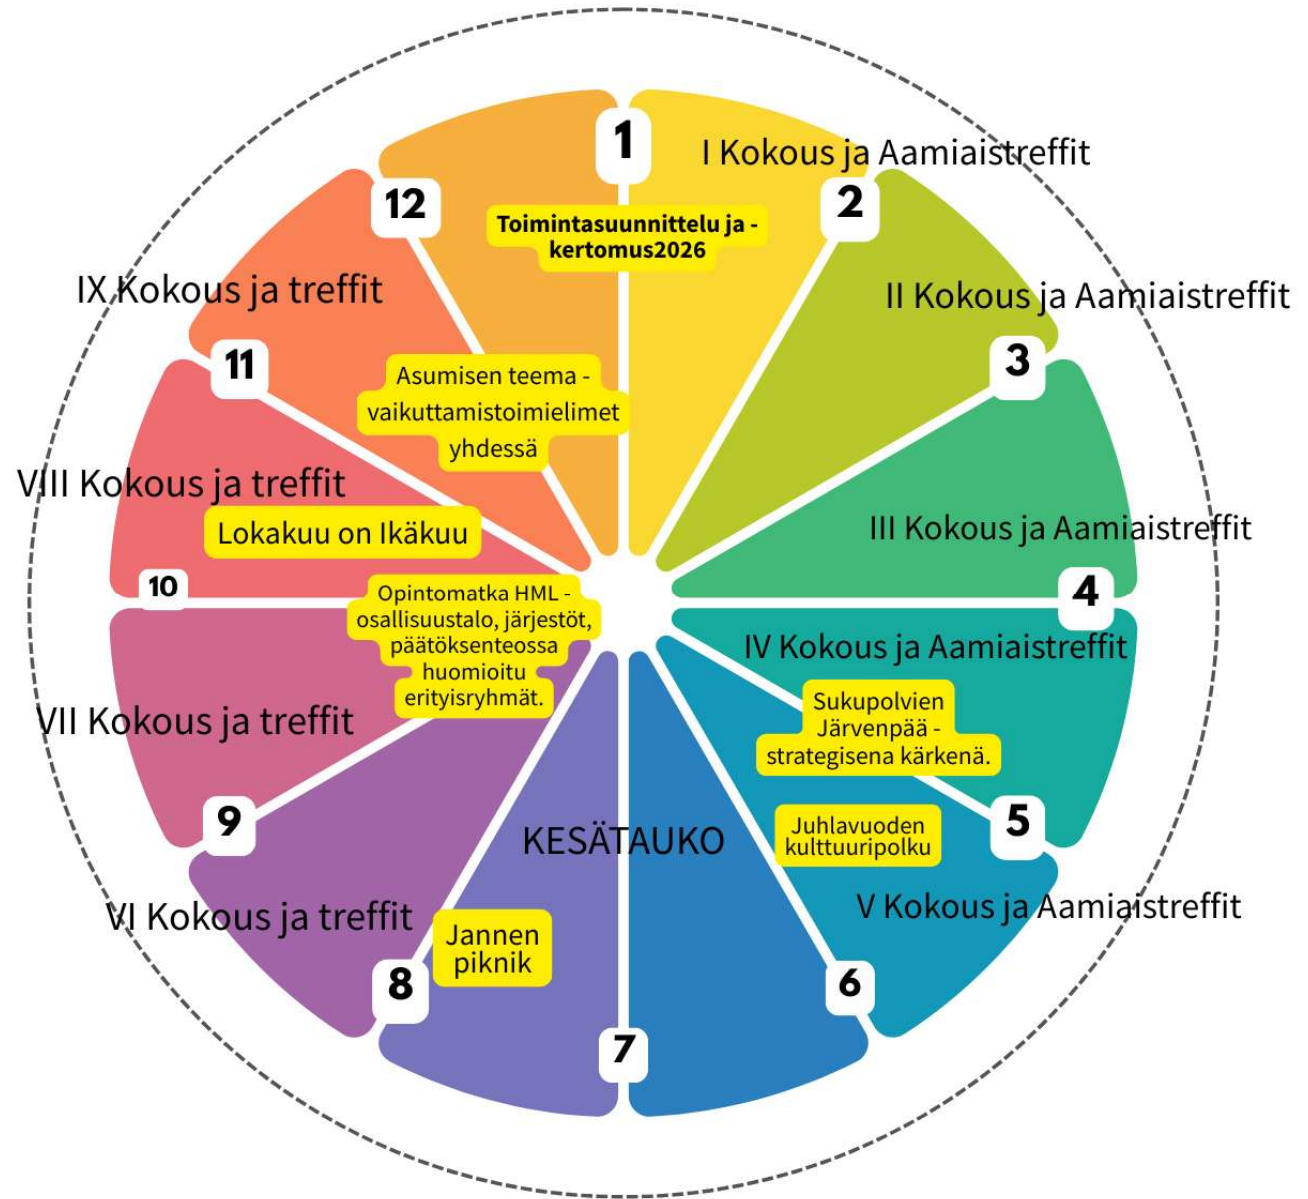 1
I Kokous ja Aamiaistreffit
12
2
Toimintasuunnittelu ja -
kertomus2026
IX Kokous ja treffit
II Kokous ja Aamiaistreffit
11
3
Asumisen teema -
vaikuttamistoimielimet
yhdessä
VIII Kokous ja treffit
Lokakuu on Ikäkuu
III Kokous ja Aamiaistreffit
10
4
Opintomatka HML -
osallisuustalo, järjestöt,
päätöksenteossa
huomioitu
erityisryhmät.
IV Kokous ja Aamiaistreffit
Sukupolvien
Järvenpää -
strategisena kärkenä.
VII Kokous ja treffit
9
5
Juhlavuoden
kulttuuripolku
KESÄTAUKO
VI Kokous ja treffit
V Kokous ja Aamiaistreffit
Jannen
piknik
8
6
7